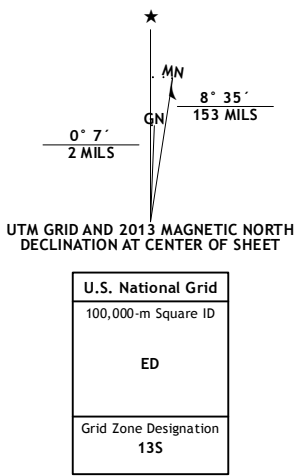 ★
MN
GN
8° 35´
153 MILS
0° 7´
2 MILS
UTM GRID AND 2013 MAGNETIC NORTH
DECLINATION AT CENTER OF SHEET
U.S. National Grid
100,000-m Square ID
ED
Grid Zone Designation
13S